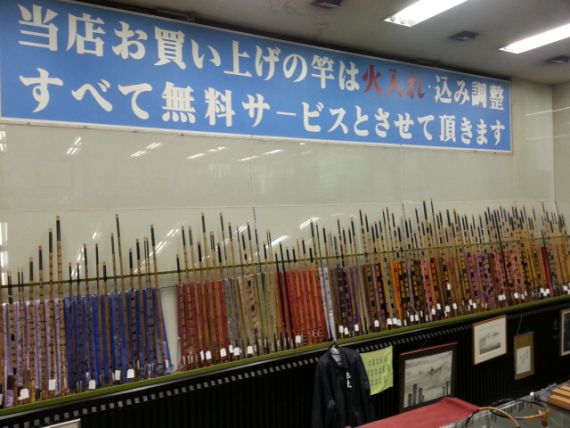 当店お買い上げの竿は火入れ・込み調整
すべて無料サービスとさせて頂きます